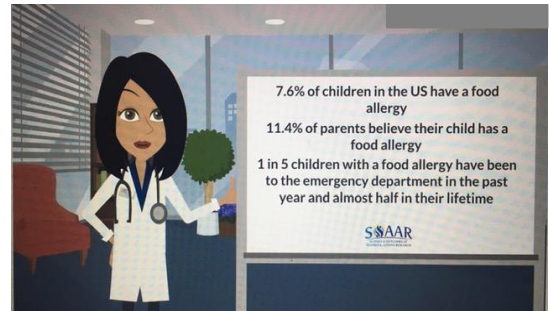 7.6% of children in the US have a food
allergy
11.4% of parents believe their child has a
food allergy
1 in 5 children with a food allergy have been
to the emergency department in the past
year and almost half in their lifetime
SOAAR